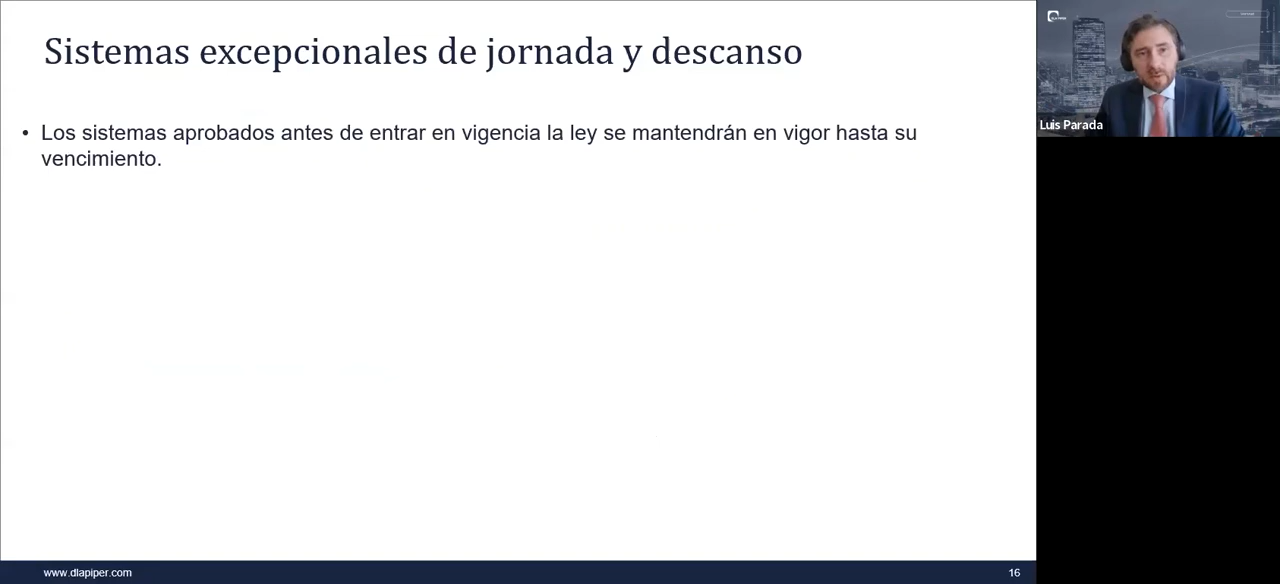 Sistemas excepcionales de jornada y descanso
• Los sistemas aprobados antes de entrar en vigencia la ley se mantendrán en vigor hasta su
vencimiento.
Luis Parada
www.dlapiper.com
16